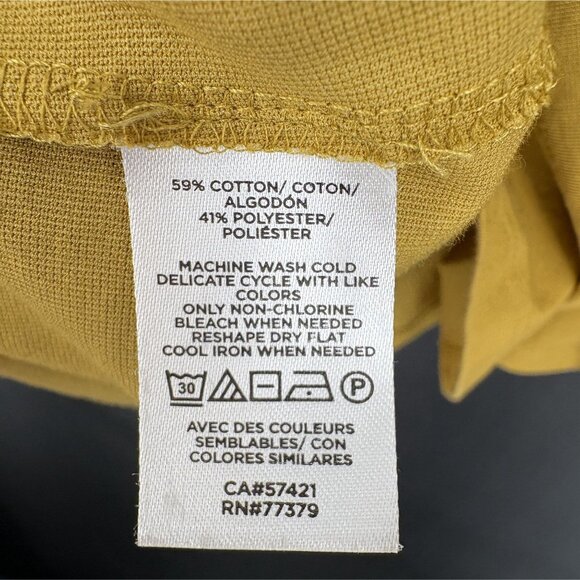 59% COTTON/ COTON/
ALGODÓN
41% POLYESTER/
POLIÉSTER
MACHINE WASH COLD
DELICATE CYCLE WITH LIKE
COLORS
ONLY NON-CHLORINE
BLEACH WHEN NEEDED
RESHAPE DRY FLAT
COOL IRON WHEN NEEDED
30 P
AVEC DES COULEURS
SEMBLABLES/ CON
COLORES SIMILARES
CA#57421
RN#77379